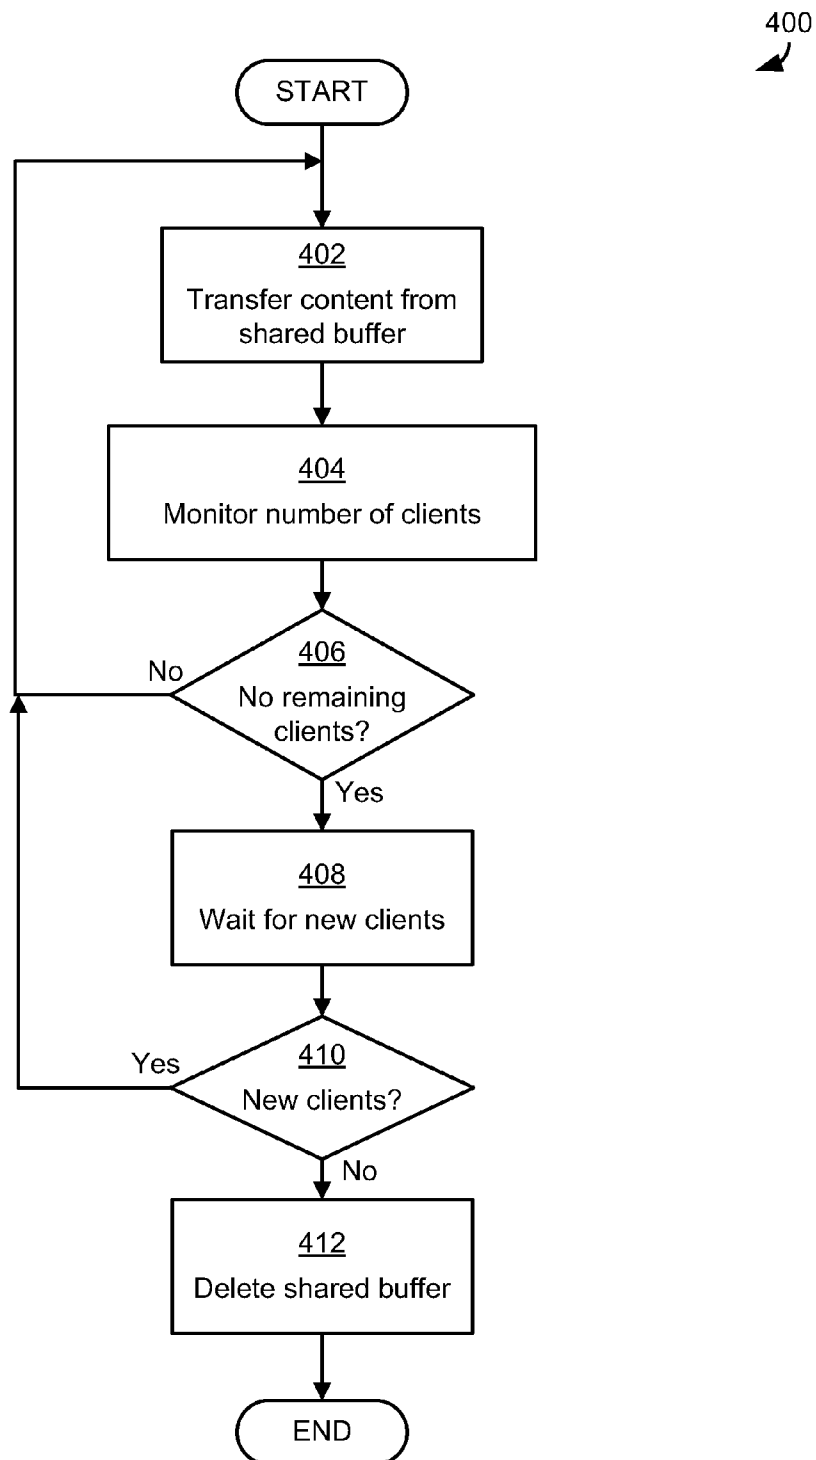 400
START
402
Transfer content from
shared buffer
404
Monitor number of clients
406
No remaining
clients?
No
Yes
408
Wait for new clients
410
New clients?
Yes
No
412
Delete shared buffer
END